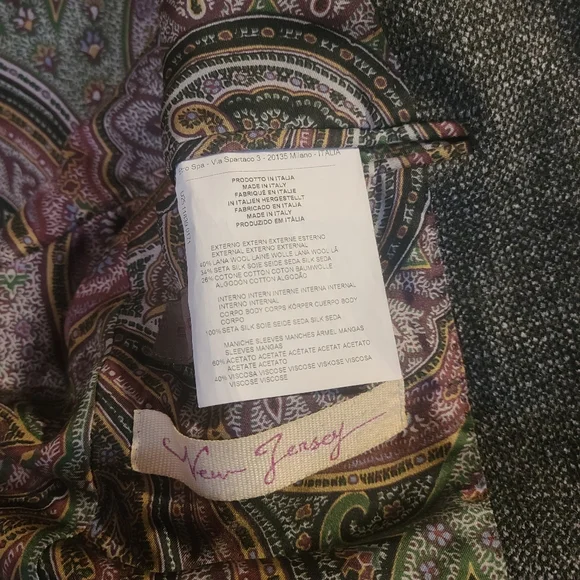 Spa - Via Spartaco 3 - 20135 Milano - ITALIA
PRODOTTO IN ITALIA
MADE IN ITALY
FABRIQUÉ EN ITALIE
IN ITALIEN HERGESTELLT
FABRICADO EN ITALIA
MADE IN ITALY
PRODUZIDO EM ITÁLIA
EXTERNO EXTERN EXTERNE ESTERNO
EXTERNAL EXTERNO EXTERNAL
40% LANA WOOL LAINE WOLLE LANA WOOL LÃ
34% SETA SILK SOIE SEIDE SEDA SILK SEDA
26% COTONE COTTON COTON BAUMWOLLE
ALGODÓN COTTON ALGODÃO
INTERNO INTERN INTERNE INTERNA INTERNAL
INTERNO INTERNAL
CORPO BODY CORPS KÖRPER CUERPO BODY
CORPO
100% SETA SILK SOIE SEIDE SEDA SILK SEDA
MANICHE SLEEVES MANCHES ÄRMEL MANGAS
SLEEVES MANGAS
60% ACETATO ACETATE ACÉTATE ACETAT ACETATO
ACETATE ACETATO
40% VISCOSA VISCOSE VISCOSE VISKOSE VISCOSA
VISCOSE VISCOSE
New Jersey